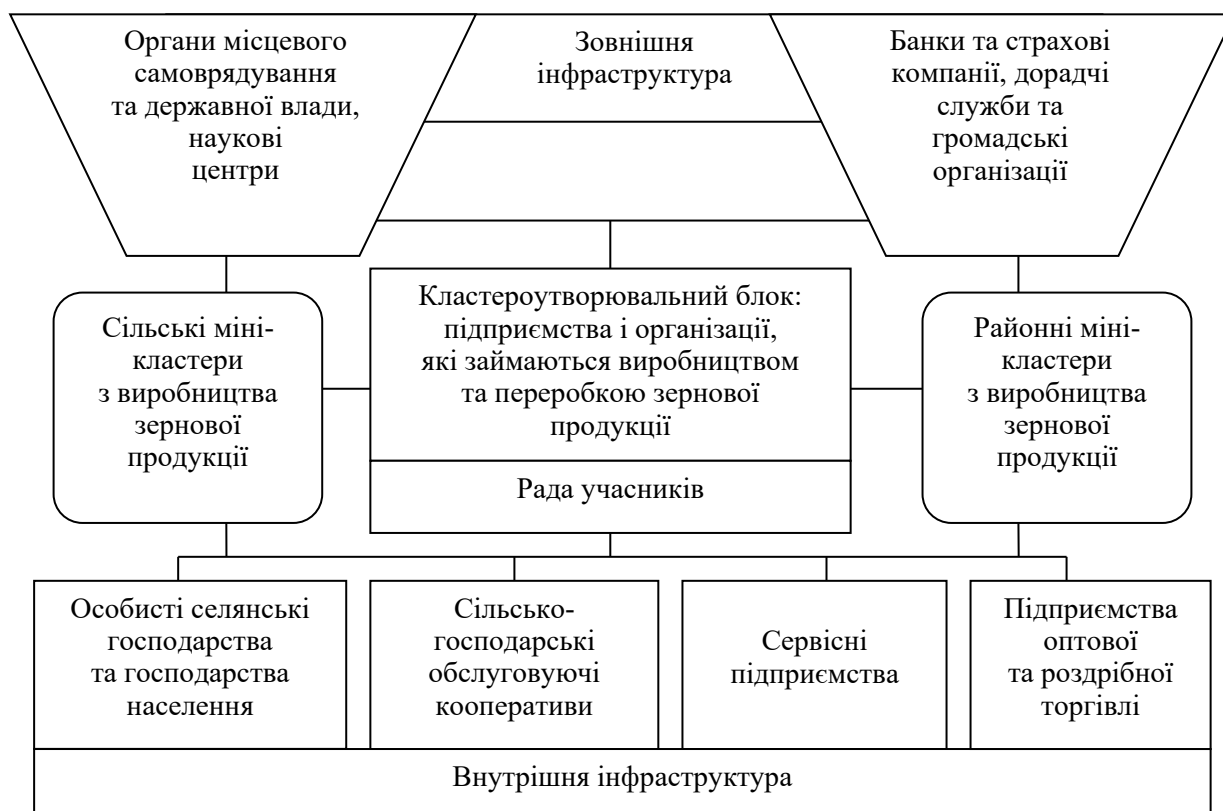 Органи місцевого
самоврядування
та державної влади,
наукові
центри
Зовнішня
інфраструктура
Банки та страхові
компанії, дорадчі
служби та
громадські
організації
Сільські міні-
кластери
з виробництва
зернової
продукції
Кластероутворювальний блок:
підприємства і організації,
які займаються виробництвом
та переробкою зернової
продукції
Рада учасників
Районні міні-
кластери
з виробництва
зернової
продукції
Особисті селянські
господарства
та господарства
населення
Сільсько-
господарські
обслуговуючі
кооперативи
Сервісні
підприємства
Підприємства
оптової
та роздрібної
торгівлі
Внутрішня інфраструктура